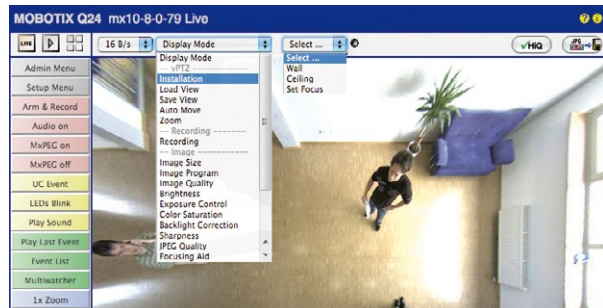 MOBOTIX Q24 mx10-8-0-79 Live
LIVE
16 B/s
Display Mode
Select ...
HiQ
JPG
Admin Menu
Setup Menu
Arm & Record
Audio on
MxPEG on
MxPEG off
UC Event
LEDs Blink
Play Sound
Play Last Event
Event List
Multiwatcher
1x Zoom
Display Mode
-- vPTZ -----------
Installation
Load View
Save View
Auto Move
Zoom
-- Recording -------
Recording
-- Image -----------
Image Size
Image Program
Image Quality
Brightness
Exposure Control
Color Saturation
Backlight Correction
Sharpness
JPEG Quality
Focusing Aid
Select ...
Wall
Ceiling
Set Focus